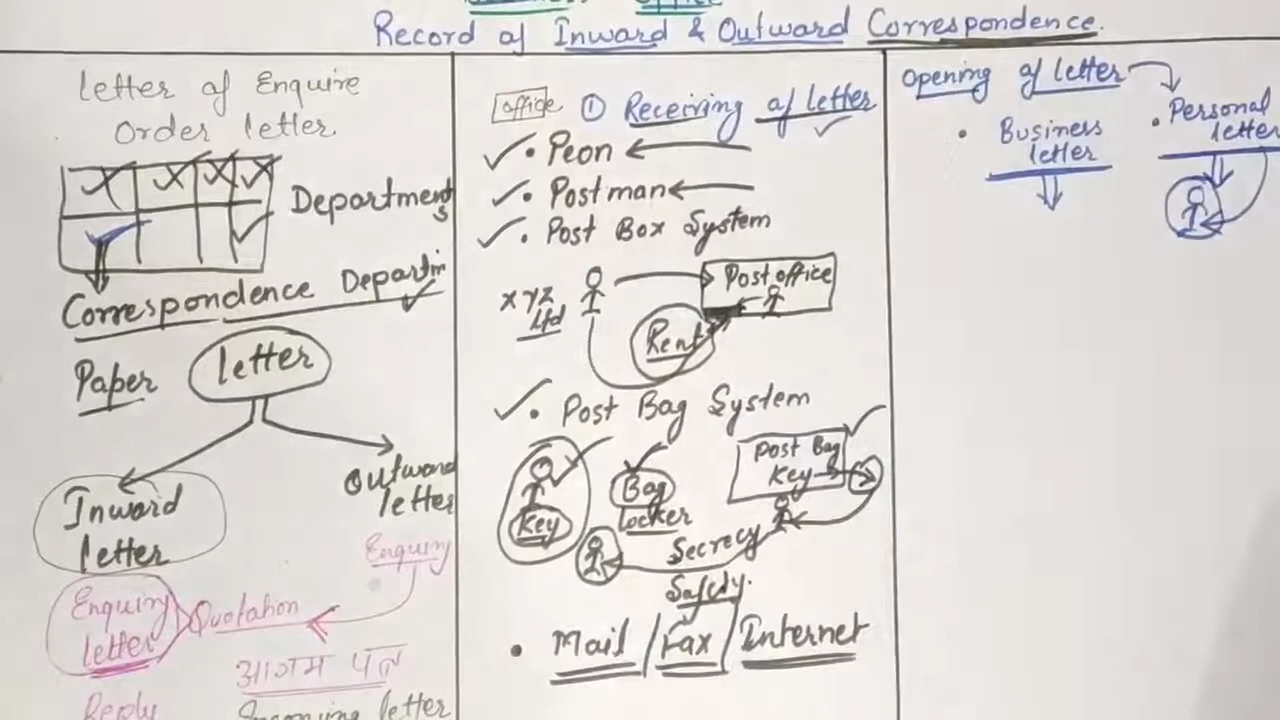 Record of Inward & Outward Correspondence.
Letter of Enquire
Order letter.
Departments
Correspondence Departm
Paper
letter
Inward
letter
Outward
letter
Enquiry
Enquiry
letter
Quotation
आगम पत्र
Reply
Incoming letter
office
① Receiving of letter
• Peon
• Postman
• Post Box System
xyz
Ltd
Post office
Rent
• Post Bag System
Key
Bag
Locker
Post Bag
Key
Secrecy
Safety.
• Mail / Fax / Internet
Opening of letter
• Business
letter
• Personal
letter